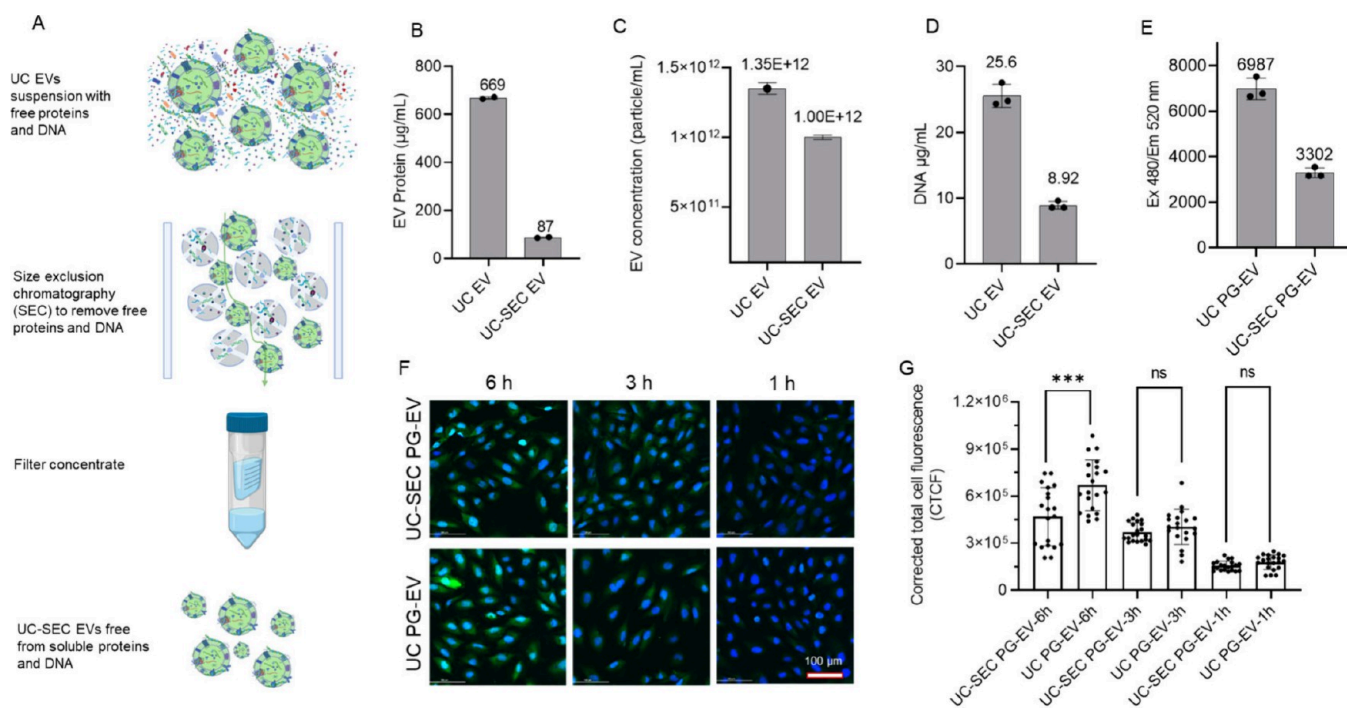 A
UC EVs
suspension with
free proteins
and DNA
Size exclusion
chromatography
(SEC) to remove free
proteins and DNA
Filter concentrate
UC-SEC EVs free
from soluble proteins
and DNA
B
EV Protein (µg/mL)
800
600
400
200
0
669
87
UC EV
UC-SEC EV
C
EV concentration (particle/mL)
1.5×10¹²
1×10¹²
5×10¹¹
1.35E+12
1.00E+12
UC EV
UC-SEC EV
D
DNA µg/mL
30
20
10
0
25.6
8.92
UC EV
UC-SEC EV
E
Ex 480/Em 520 nm
8000
6000
4000
2000
0
6987
3302
UC PG-EV
UC-SEC PG-EV
F
6 h
3 h
1 h
UC-SEC PG-EV
UC PG-EV
100 µm
G
Corrected total cell fluorescence
(CTCF)
1.2×10⁶
9×10⁵
6×10⁵
3×10⁵
0
***
ns
ns
UC-SEC PG-EV-6h
UC PG-EV-6h
UC-SEC PG-EV-3h
UC PG-EV-3h
UC-SEC PG-EV-1h
UC PG-EV-1h